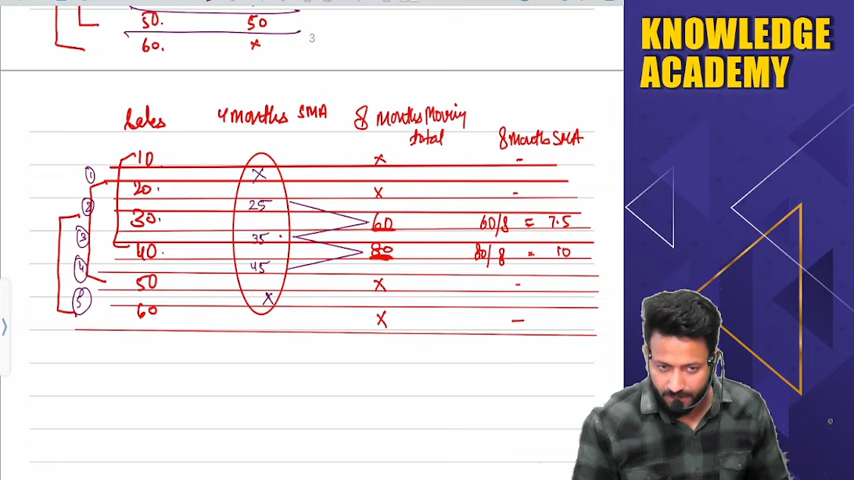 KNOWLEDGE
ACADEMY
50. 50
60. x 3
Sales 4 months SMA 8 Months Moving total 8 months SMA
10 x -
① x
20. x -
② 25
30. 60 60/8 = 7.5
③ 35
40. 80 80/8 = 10
④ 45
50 x -
⑤ x
60 x -